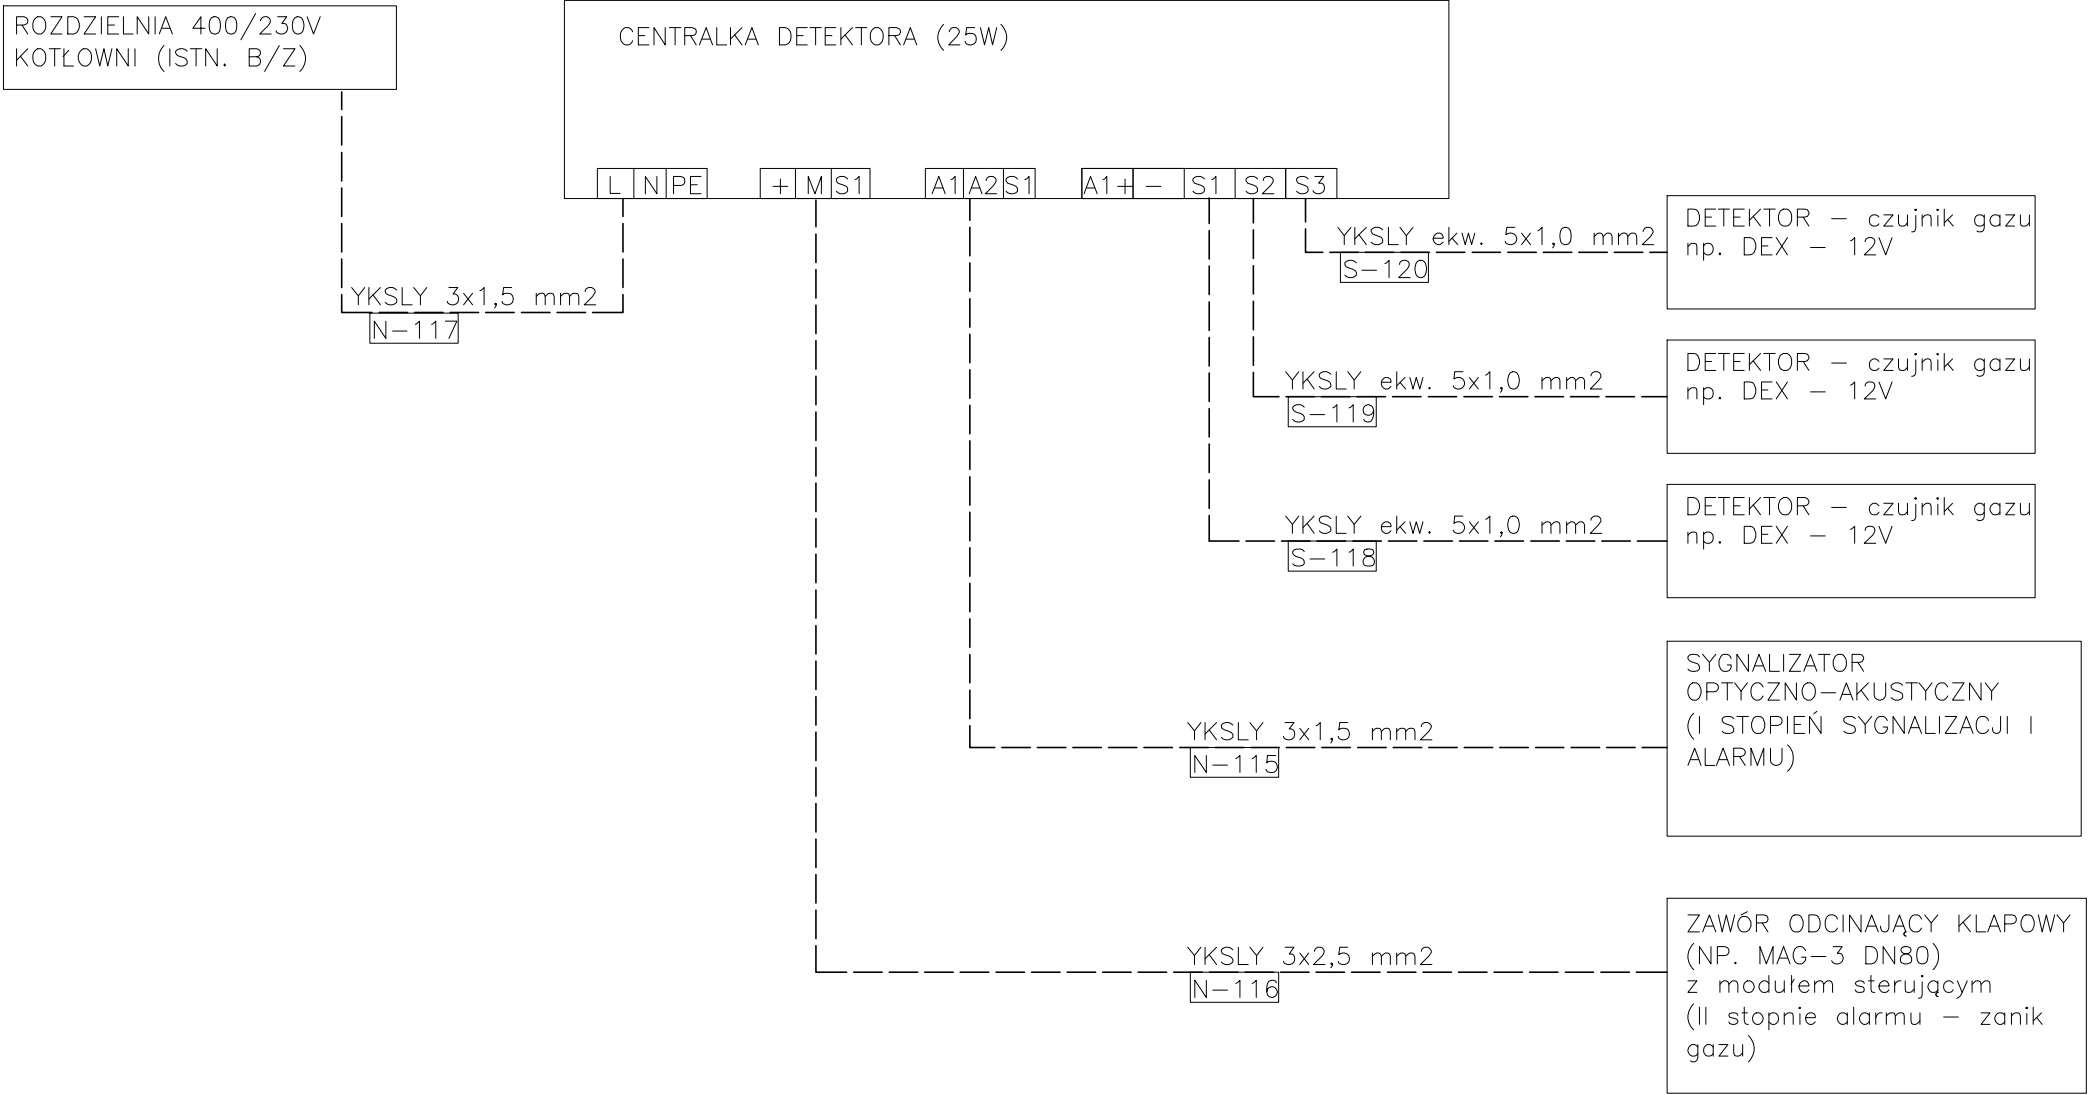 ROZDZIELNIA 400/230V
KOTŁOWNI (ISTN. B/Z)
CENTRALKA DETEKTORA (25W)
L N PE + M S1 A1 A2 S1 A1+ - S1 S2 S3
YKSLY 3x1,5 mm2
N-117
YKSLY ekw. 5x1,0 mm2
S-120
DETEKTOR - czujnik gazu
np. DEX - 12V
YKSLY ekw. 5x1,0 mm2
S-119
DETEKTOR - czujnik gazu
np. DEX - 12V
YKSLY ekw. 5x1,0 mm2
S-118
DETEKTOR - czujnik gazu
np. DEX - 12V
YKSLY 3x1,5 mm2
N-115
SYGNALIZATOR
OPTYCZNO-AKUSTYCZNY
(I STOPIEŃ SYGNALIZACJI I
ALARMU)
YKSLY 3x2,5 mm2
N-116
ZAWÓR ODCINAJĄCY KLAPOWY
(NP. MAG-3 DN80)
z modułem sterującym
(II stopnie alarmu - zanik
gazu)